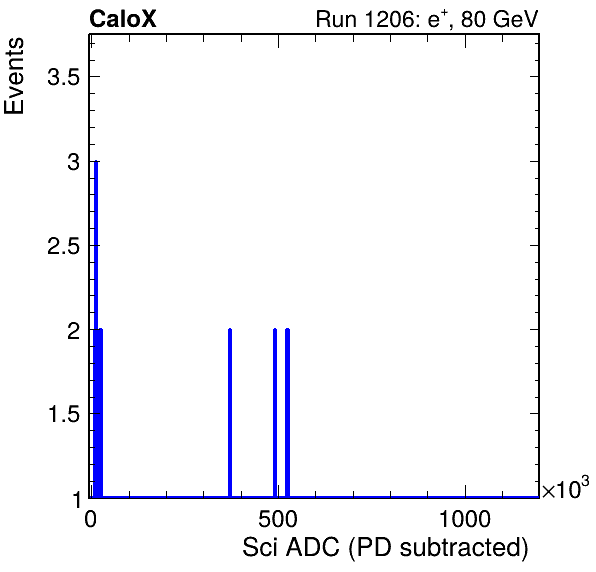 CaloX Run 1206: e⁺, 80 GeV
Events
3.5
3
2.5
2
1.5
1
0 500 1000 ×10³
Sci ADC (PD subtracted)